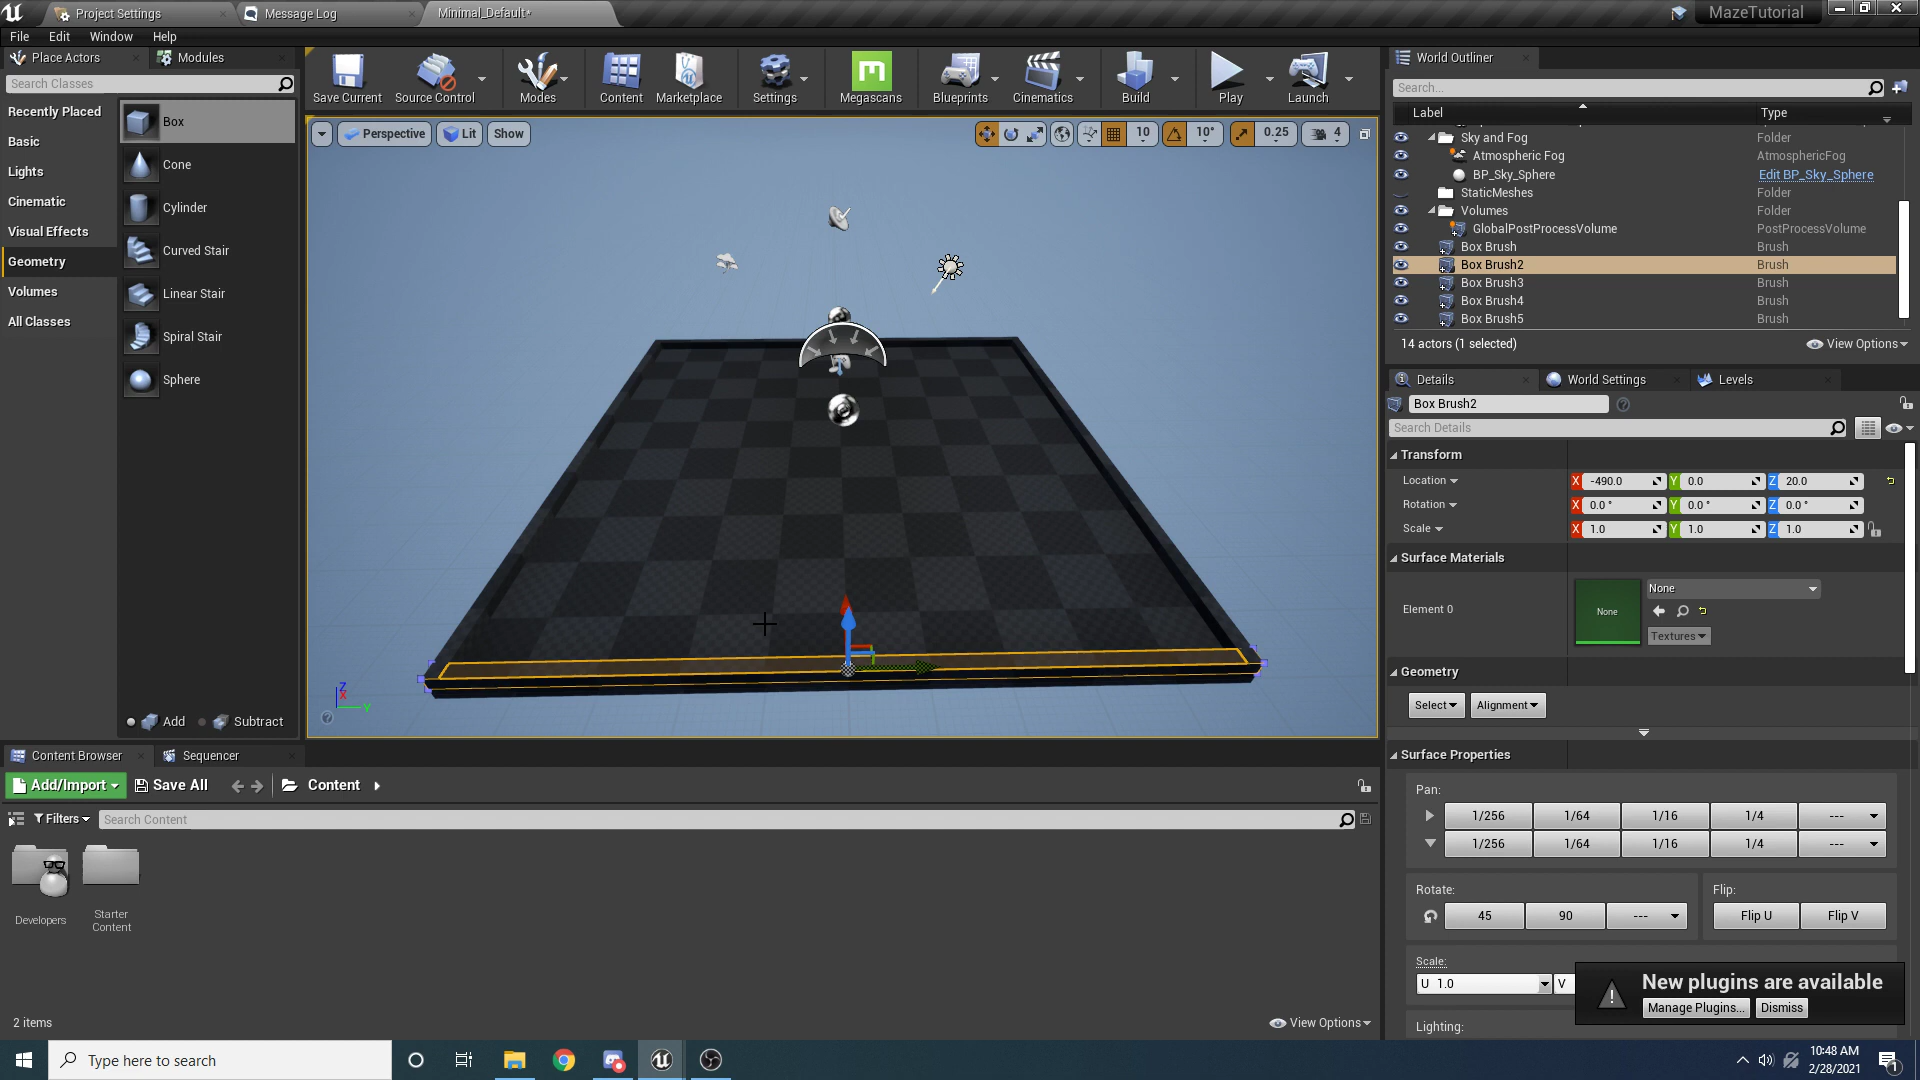 Project Settings
Message Log
Minimal_Default*
MazeTutorial
File
Edit
Window
Help
Place Actors
Modules
Search Classes
Recently Placed
Basic
Lights
Cinematic
Visual Effects
Geometry
Volumes
All Classes
Box
Cone
Cylinder
Curved Stair
Linear Stair
Spiral Stair
Sphere
Add
Subtract
Save Current
Source Control
Modes
Content
Marketplace
Settings
Megascans
Blueprints
Cinematics
Build
Play
Launch
Perspective
Lit
Show
10
10°
0.25
4
Z
X
Y
World Outliner
Search...
Label
Type
Sky and Fog
Folder
Atmospheric Fog
AtmosphericFog
BP_Sky_Sphere
Edit BP_Sky_Sphere
StaticMeshes
Folder
Volumes
Folder
GlobalPostProcessVolume
PostProcessVolume
Box Brush
Brush
Box Brush2
Brush
Box Brush3
Brush
Box Brush4
Brush
Box Brush5
Brush
14 actors (1 selected)
View Options
Details
World Settings
Levels
Box Brush2
Search Details
Transform
Location
X -490.0 Y 0.0 Z 20.0
Rotation
X 0.0 ° Y 0.0 ° Z 0.0 °
Scale
X 1.0 Y 1.0 Z 1.0
Surface Materials
Element 0
None
None
Textures
Geometry
Select
Alignment
Surface Properties
Pan:
1/256 1/64 1/16 1/4 ---
1/256 1/64 1/16 1/4 ---
Rotate:
Flip:
45 90 ---
Flip U
Flip V
Scale:
U 1.0
V
Lighting:
New plugins are available
Manage Plugins...
Dismiss
Content Browser
Sequencer
Add/Import
Save All
Content
Filters
Search Content
Developers
Starter
Content
2 items
View Options
Type here to search
10:48 AM
2/28/2021
1